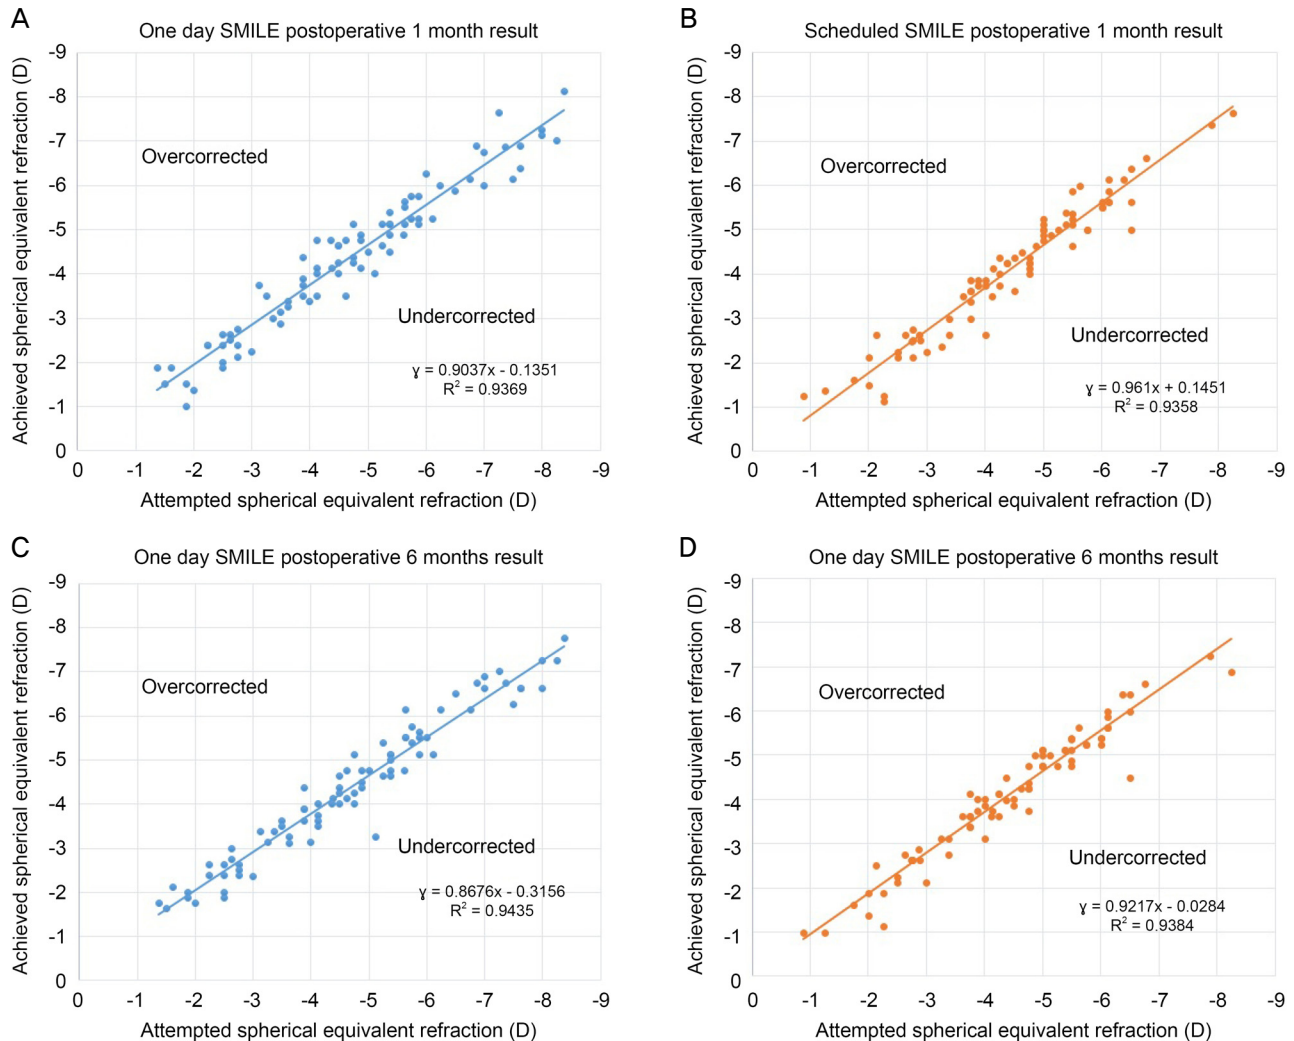 A
One day SMILE postoperative 1 month result
Achieved spherical equivalent refraction (D)
-9
-8
-7
-6
-5
-4
-3
-2
-1
0
Overcorrected
Undercorrected
y = 0.9037x - 0.1351
R² = 0.9369
0 -1 -2 -3 -4 -5 -6 -7 -8 -9
Attempted spherical equivalent refraction (D)
B
Scheduled SMILE postoperative 1 month result
Achieved spherical equivalent refraction (D)
-9
-8
-7
-6
-5
-4
-3
-2
-1
0
Overcorrected
Undercorrected
y = 0.961x + 0.1451
R² = 0.9358
0 -1 -2 -3 -4 -5 -6 -7 -8 -9
Attempted spherical equivalent refraction (D)
C
One day SMILE postoperative 6 months result
Achieved spherical equivalent refraction (D)
-9
-8
-7
-6
-5
-4
-3
-2
-1
0
Overcorrected
Undercorrected
y = 0.8676x - 0.3156
R² = 0.9435
0 -1 -2 -3 -4 -5 -6 -7 -8 -9
Attempted spherical equivalent refraction (D)
D
One day SMILE postoperative 6 months result
Achieved spherical equivalent refraction (D)
-9
-8
-7
-6
-5
-4
-3
-2
-1
0
Overcorrected
Undercorrected
y = 0.9217x - 0.0284
R² = 0.9384
0 -1 -2 -3 -4 -5 -6 -7 -8 -9
Attempted spherical equivalent refraction (D)